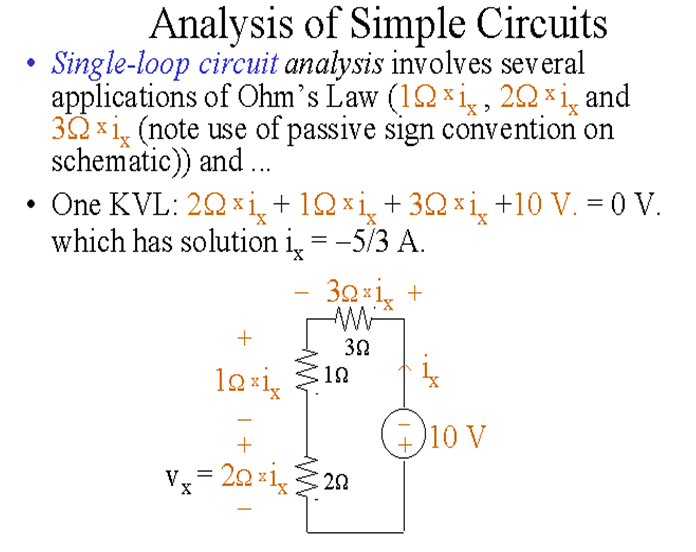 Analysis of Simple Circuits
• Single-loop circuit analysis involves several
applications of Ohm's Law (1Ω × iₓ , 2Ω × iₓ and
3Ω × iₓ (note use of passive sign convention on
schematic)) and ...
• One KVL: 2Ω × iₓ + 1Ω × iₓ + 3Ω × iₓ +10 V. = 0 V.
which has solution iₓ = –5/3 A.
− 3Ω × iₓ +
3Ω
+
1Ω × iₓ
1Ω
iₓ
−
+
−
+
10 V
vₓ = 2Ω × iₓ
2Ω
−